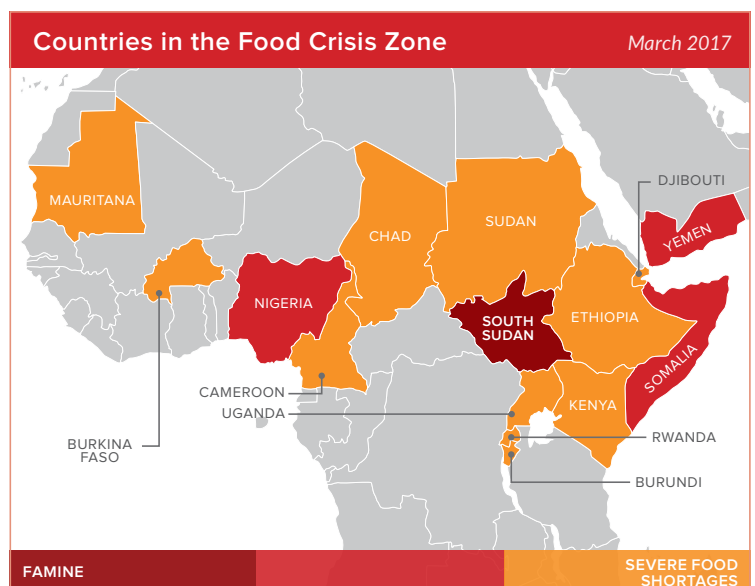 Countries in the Food Crisis Zone
March 2017
DJIBOUTI
MAURITANA
YEMEN
SUDAN
CHAD
NIGERIA
ETHIOPIA
SOUTH
SUDAN
SOMALIA
CAMEROON
KENYA
UGANDA
BURKINA
FASO
RWANDA
BURUNDI
FAMINE
SEVERE FOOD
SHORTAGES